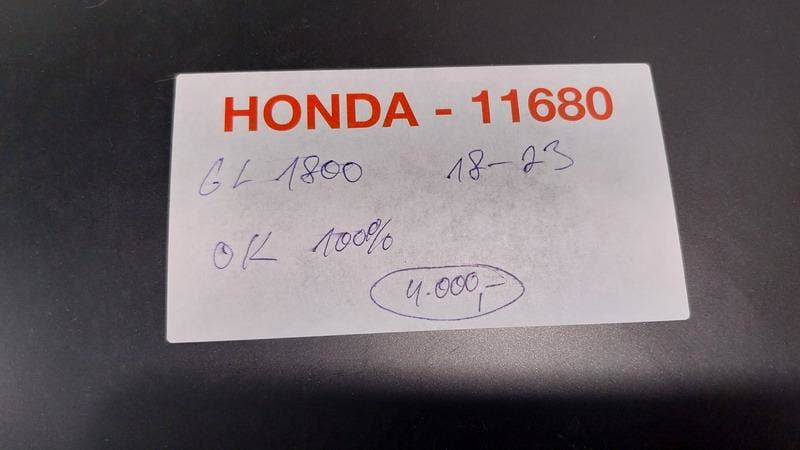 HONDA - 11680
GL 1800 18-23
OK 100%
4.000,-